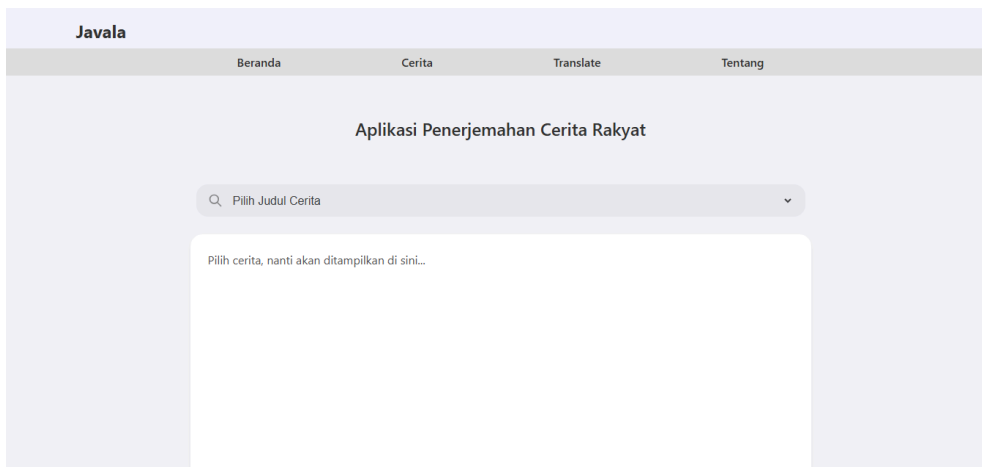 Javala
Beranda Cerita Translate Tentang
Aplikasi Penerjemahan Cerita Rakyat
Pilih Judul Cerita
Pilih cerita, nanti akan ditampilkan di sini...